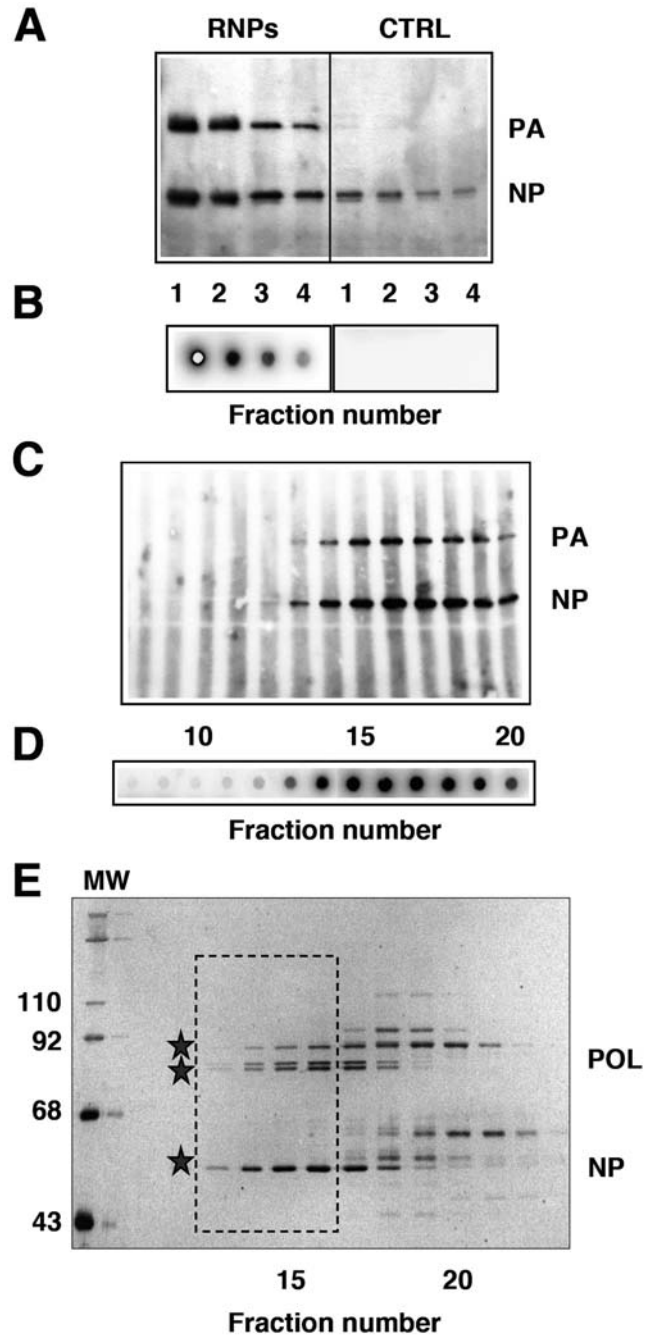 A
RNPs CTRL
PA
NP
1 2 3 4 1 2 3 4
B
Fraction number
C
PA
NP
10 15 20
D
Fraction number
E
MW
110
92
68
43
POL
NP
15 20
Fraction number